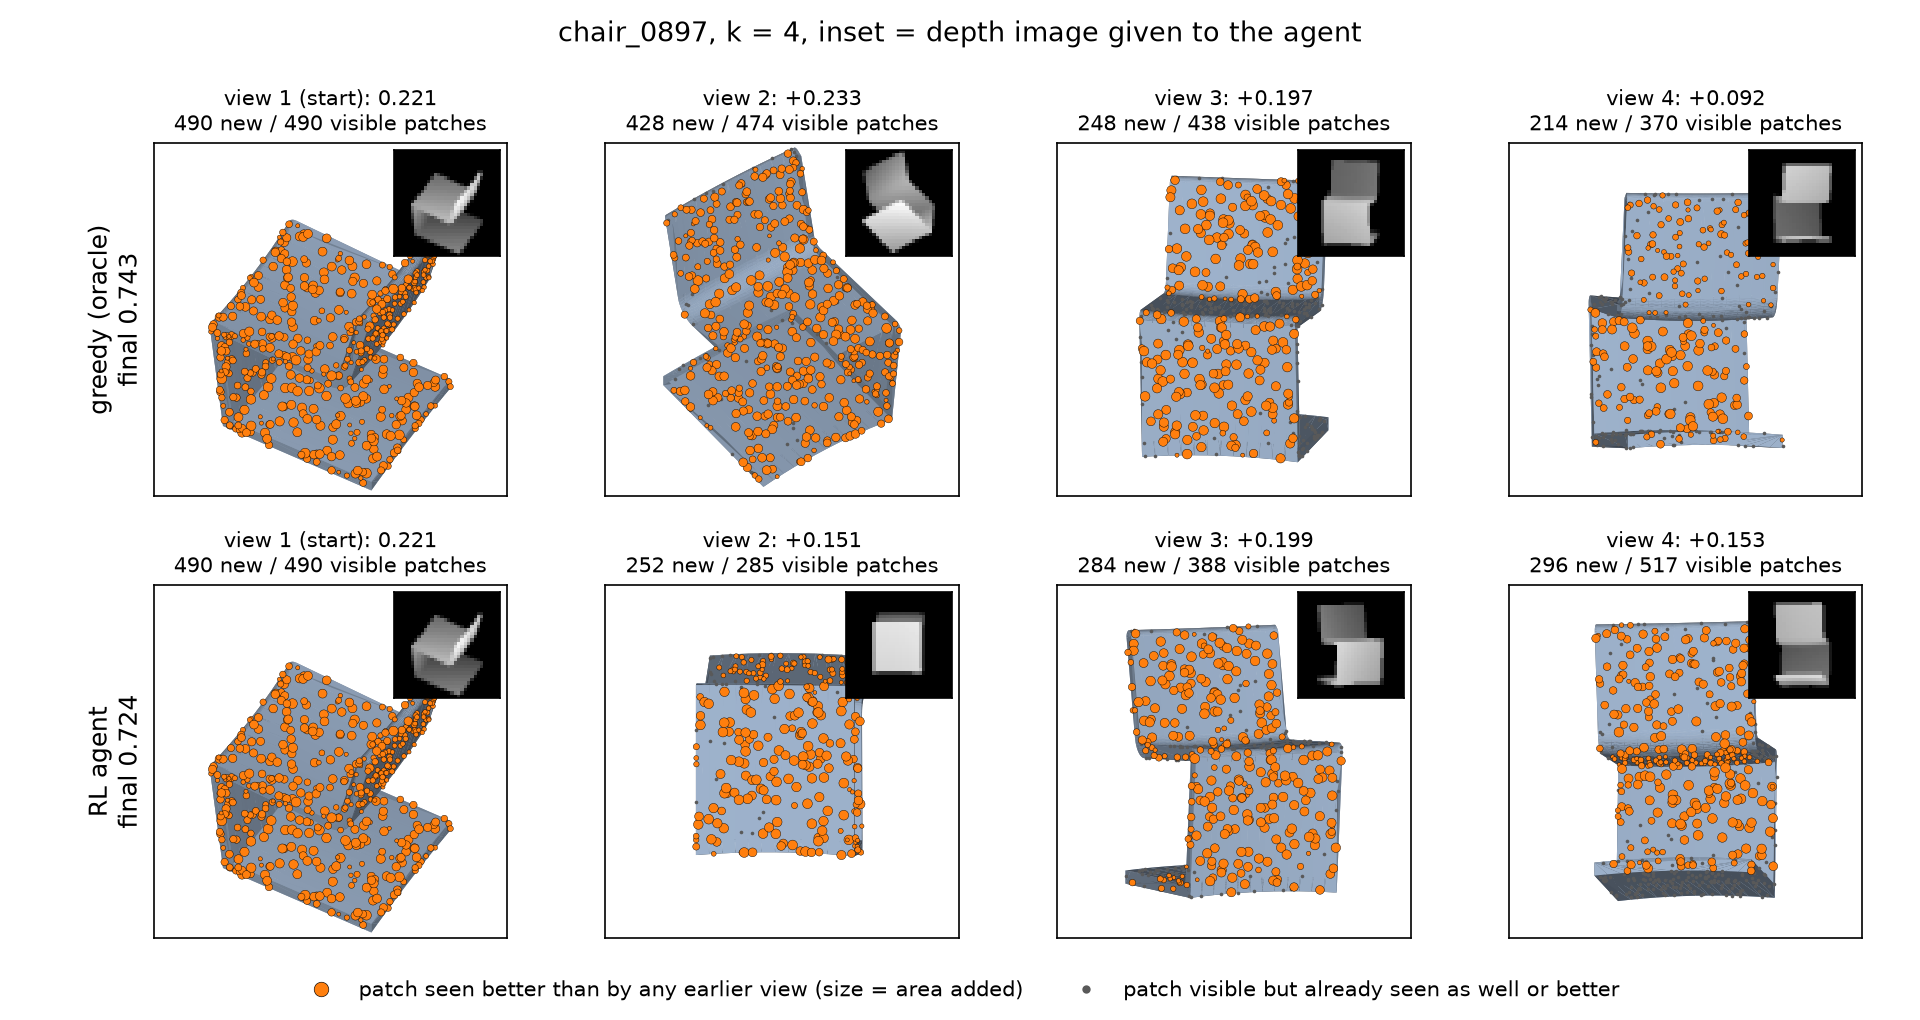 chair_0897, k = 4, inset = depth image given to the agent
greedy (oracle)
final 0.743
view 1 (start): 0.221
490 new / 490 visible patches
view 2: +0.233
428 new / 474 visible patches
view 3: +0.197
248 new / 438 visible patches
view 4: +0.092
214 new / 370 visible patches
RL agent
final 0.724
view 1 (start): 0.221
490 new / 490 visible patches
view 2: +0.151
252 new / 285 visible patches
view 3: +0.199
284 new / 388 visible patches
view 4: +0.153
296 new / 517 visible patches
patch seen better than by any earlier view (size = area added)
patch visible but already seen as well or better